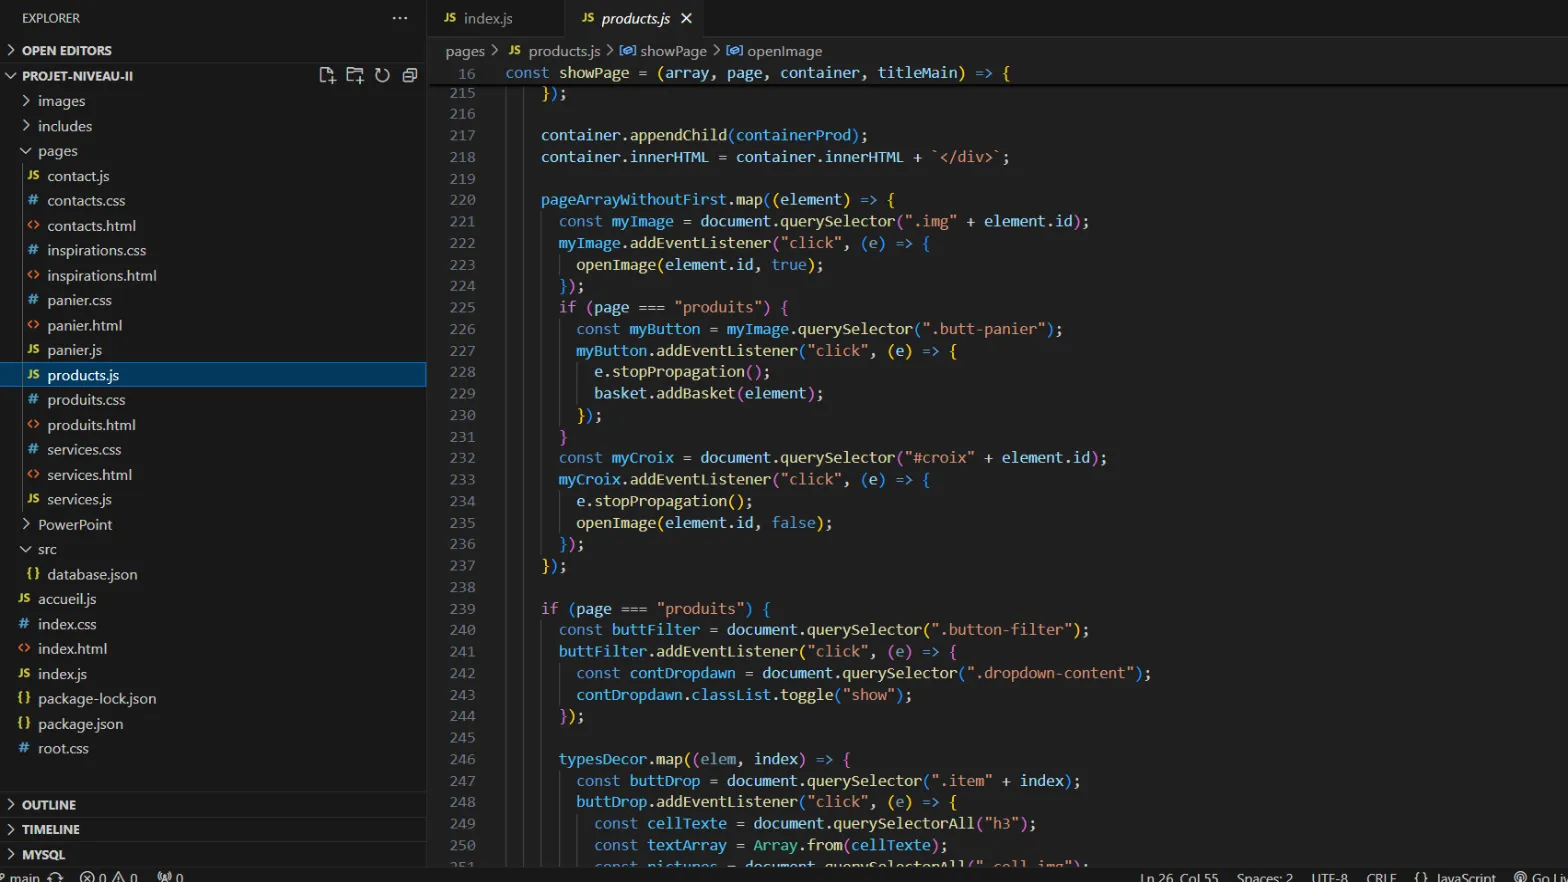 EXPLORER
...
OPEN EDITORS
PROJET-NIVEAU-II
images
includes
pages
JS contact.js
# contacts.css
<> contacts.html
# inspirations.css
<> inspirations.html
# panier.css
<> panier.html
JS panier.js
JS products.js
# produits.css
<> produits.html
# services.css
<> services.html
JS services.js
PowerPoint
src
{} database.json
JS accueil.js
# index.css
<> index.html
JS index.js
{} package-lock.json
{} package.json
# root.css
OUTLINE
TIMELINE
MYSQL
JS index.js
JS products.js ×
pages > JS products.js > showPage > openImage
16 const showPage = (array, page, container, titleMain) => {
215 });
216
217 container.appendChild(containerProd);
218 container.innerHTML = container.innerHTML + `</div>`;
219
220 pageArrayWithoutFirst.map((element) => {
221 const myImage = document.querySelector(".img" + element.id);
222 myImage.addEventListener("click", (e) => {
223 openImage(element.id, true);
224 });
225 if (page === "produits") {
226 const myButton = myImage.querySelector(".butt-panier");
227 myButton.addEventListener("click", (e) => {
228 e.stopPropagation();
229 basket.addBasket(element);
230 });
231 }
232 const myCroix = document.querySelector("#croix" + element.id);
233 myCroix.addEventListener("click", (e) => {
234 e.stopPropagation();
235 openImage(element.id, false);
236 });
237 });
238
239 if (page === "produits") {
240 const buttFilter = document.querySelector(".button-filter");
241 buttFilter.addEventListener("click", (e) => {
242 const contDropdawn = document.querySelector(".dropdown-content");
243 contDropdawn.classList.toggle("show");
244 });
245
246 typesDecor.map((elem, index) => {
247 const buttDrop = document.querySelector(".item" + index);
248 buttDrop.addEventListener("click", (e) => {
249 const cellTexte = document.querySelectorAll("h3");
250 const textArray = Array.from(cellTexte);
251 const pictures = document.querySelectorAll(".cell-img");
main 0 0 0
Ln 26, Col 55 Spaces: 2 UTF-8 CRLF {} JavaScript Go